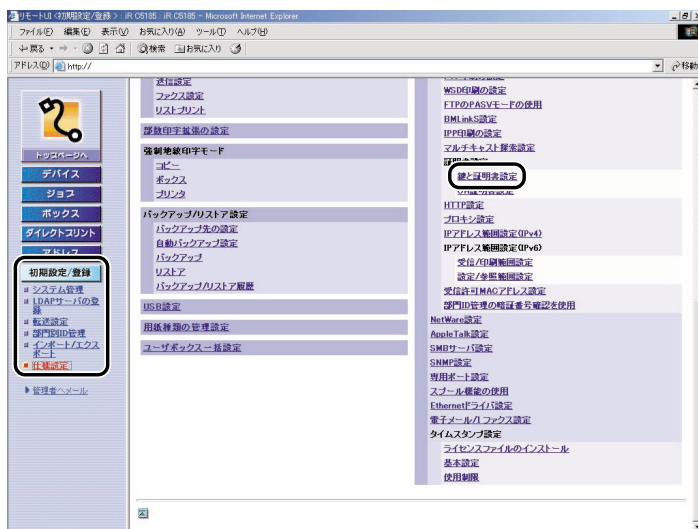 リモートUI <初期設定/登録> : iR C5185 : iR C5185 - Microsoft Internet Explorer
ファイル(F) 編集(E) 表示(V) お気に入り(A) ツール(T) ヘルプ(H)
戻る 検索 お気に入り
アドレス(D) http:// 移動
トップページへ
デバイス
ジョブ
ボックス
ダイレクトプリント
アドレス
初期設定/登録
システム管理
LDAPサーバの登録
転送設定
部門別ID管理
インポート/エクスポート
仕様設定
管理者へメール
送信設定
ファクス設定
リストプリント
部数印字拡張の設定
強制地紋印字モード
コピー
ボックス
プリンタ
バックアップ/リストア設定
バックアップ先の設定
自動バックアップ設定
バックアップ
リストア
バックアップ/リストア履歴
USB設定
用紙種類の管理設定
ユーザボックス一括設定
WSD印刷の設定
FTPのPASVモードの使用
BMLinkS設定
IPP印刷の設定
マルチキャスト探索設定
証明書設定
鍵と証明書設定
CA証明書設定
HTTP設定
プロキシ設定
IPアドレス範囲設定(IPv4)
IPアドレス範囲設定(IPv6)
受信/印刷範囲設定
設定/参照範囲設定
受信許可MACアドレス設定
部門ID管理の暗証番号確認を使用
NetWare設定
AppleTalk設定
SMBサーバ設定
SNMP設定
専用ポート設定
スプール機能の使用
Ethernetドライバ設定
電子メール/I ファクス設定
タイムスタンプ設定
ライセンスファイルのインストール
基本設定
使用制限